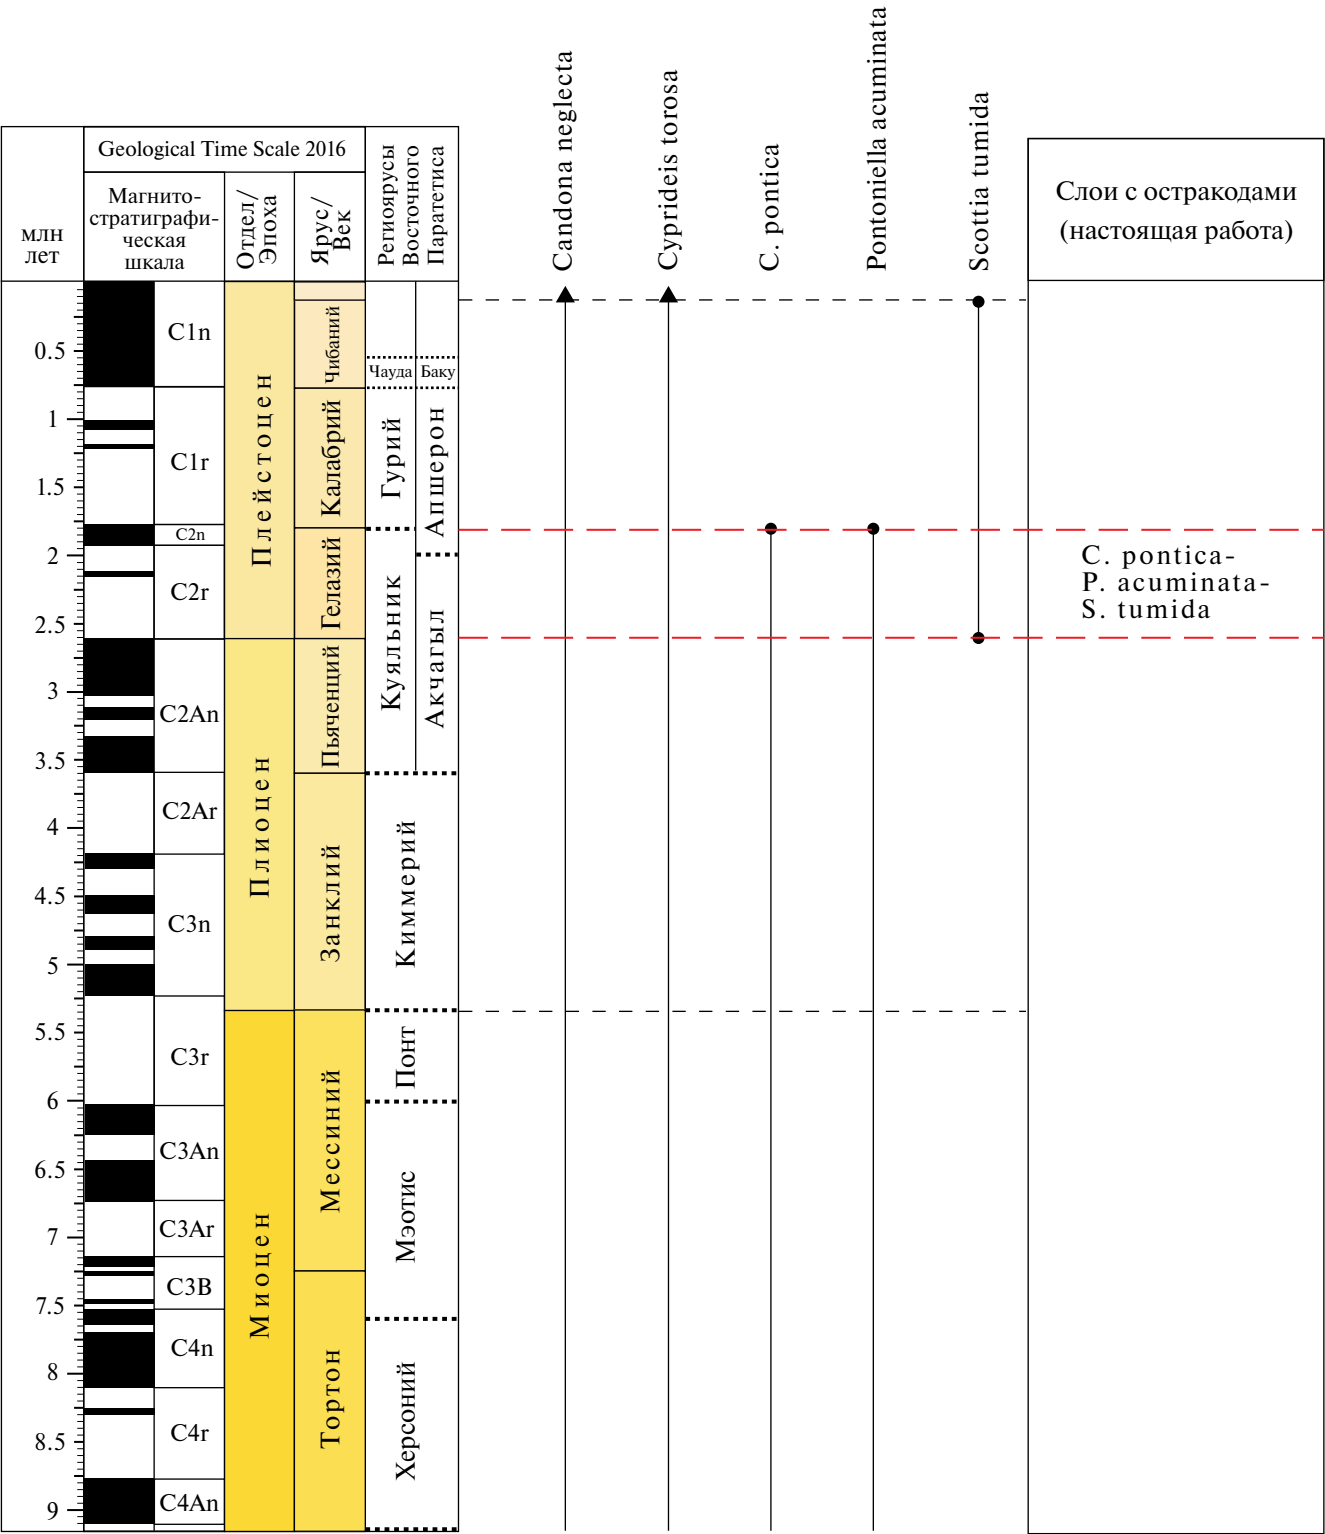 Candona neglecta
Cyprideis torosa
C. pontica
Pontoniella acuminata
Scottia tumida
млн
лет
Geological Time Scale 2016
Магнито-
стратиграфи-
ческая
шкала
Отдел/
Эпоха
Ярус/
Век
Региоярусы
Восточного
Паратетиса
Слои с остракодами
(настоящая работа)
0.5
1
1.5
2
2.5
3
3.5
4
4.5
5
5.5
6
6.5
7
7.5
8
8.5
9
C1n
C1r
C2n
C2r
C2An
C2Ar
C3n
C3r
C3An
C3Ar
C3B
C4n
C4r
C4An
Плейстоцен
Плиоцен
Миоцен
Чибаний
Калабрий
Гелазий
Пьяченций
Занклий
Мессиний
Тортон
Чауда
Баку
Гурий
Апшерон
Куяльник
Акчагыл
Киммерий
Понт
Мэотис
Херсоний
C. pontica-
P. acuminata-
S. tumida